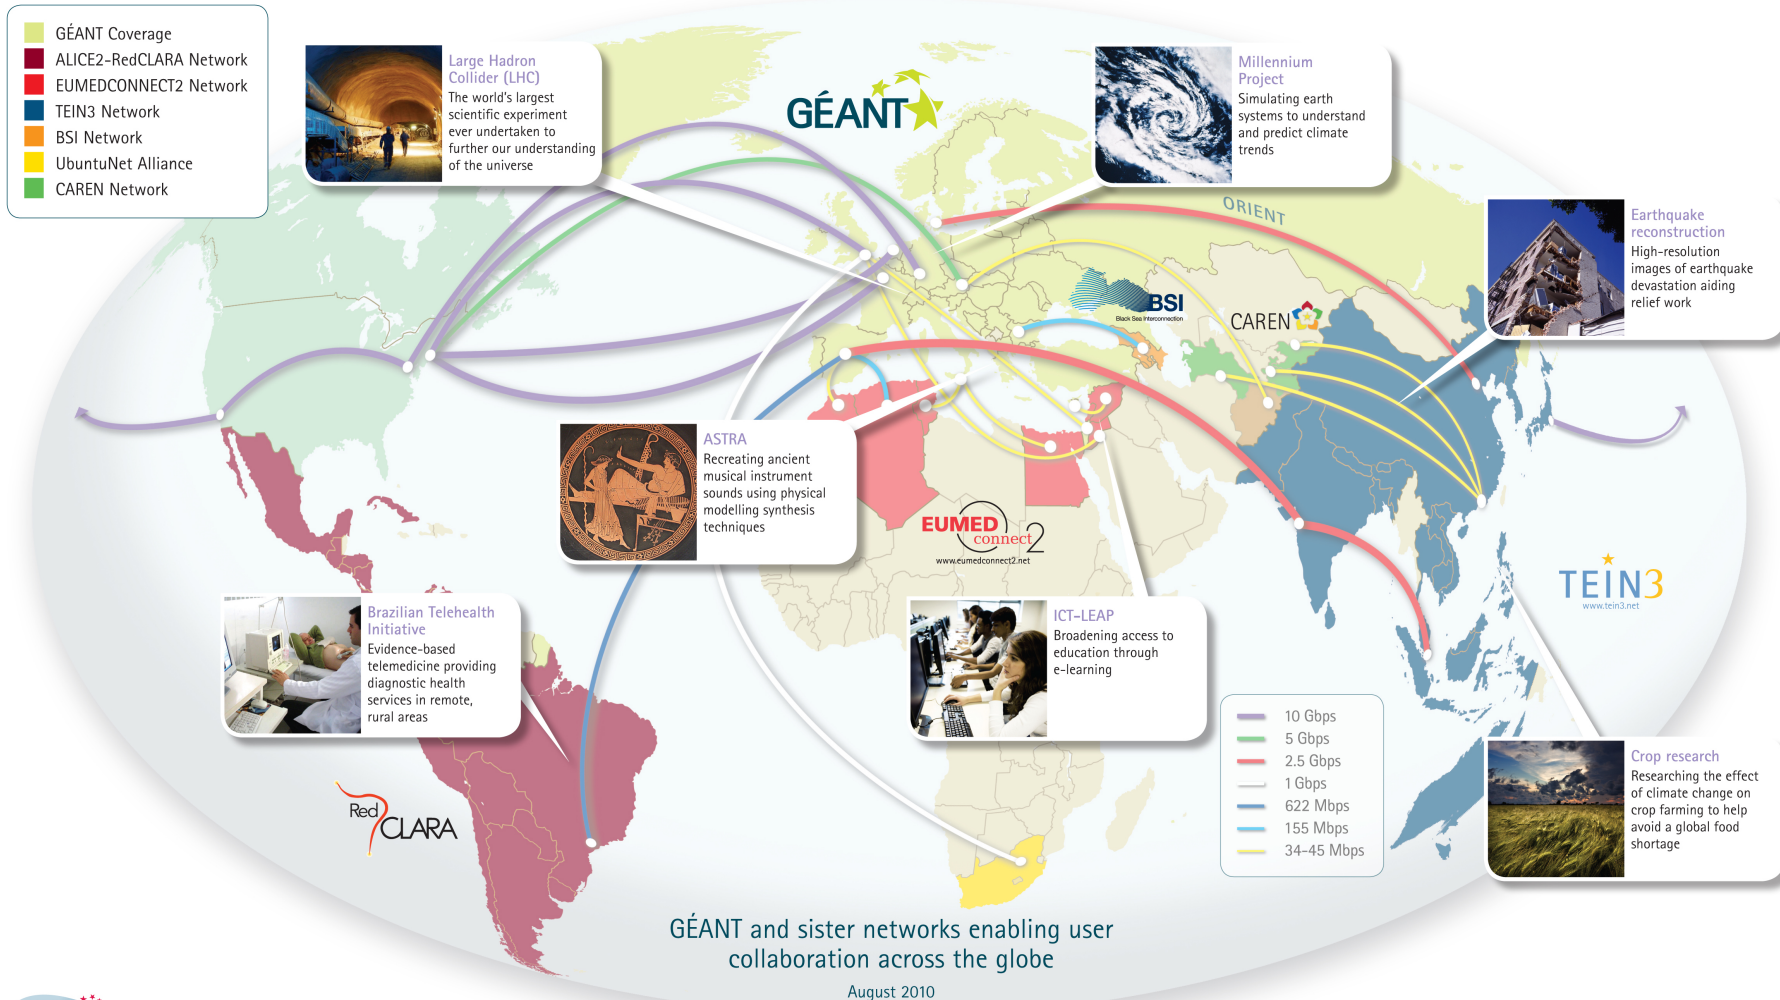 GÉANT Coverage
ALICE2-RedCLARA Network
EUMEDCONNECT2 Network
TEIN3 Network
BSI Network
UbuntuNet Alliance
CAREN Network
Large Hadron
Collider (LHC)
The world's largest
scientific experiment
ever undertaken to
further our understanding
of the universe
GÉANT
Millennium
Project
Simulating earth
systems to understand
and predict climate
trends
ORIENT
Earthquake
reconstruction
High-resolution
images of earthquake
devastation aiding
relief work
BSI
Black Sea Interconnection
CAREN
ASTRA
Recreating ancient
musical instrument
sounds using physical
modelling synthesis
techniques
EUMED
connect2
www.eumedconnect2.net
TEIN3
www.tein3.net
Brazilian Telehealth
Initiative
Evidence-based
telemedicine providing
diagnostic health
services in remote,
rural areas
ICT-LEAP
Broadening access to
education through
e-learning
Red
CLARA
10 Gbps
5 Gbps
2.5 Gbps
1 Gbps
622 Mbps
155 Mbps
34-45 Mbps
Crop research
Researching the effect
of climate change on
crop farming to help
avoid a global food
shortage
GÉANT and sister networks enabling user
collaboration across the globe
August 2010